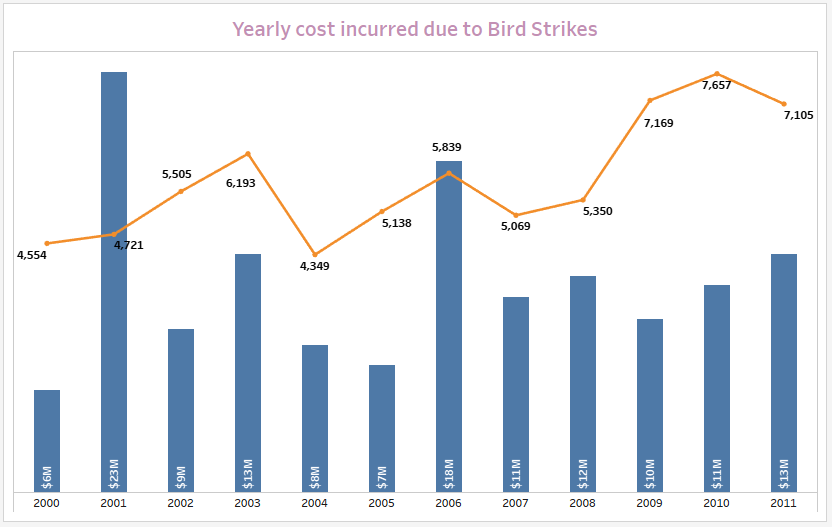 Yearly cost incurred due to Bird Strikes
7,657
7,105
7,169
5,839
5,505
6,193
5,350
5,138
5,069
4,721
4,554
4,349
$6M
$23M
$9M
$13M
$8M
$7M
$18M
$11M
$12M
$10M
$11M
$13M
2000
2001
2002
2003
2004
2005
2006
2007
2008
2009
2010
2011